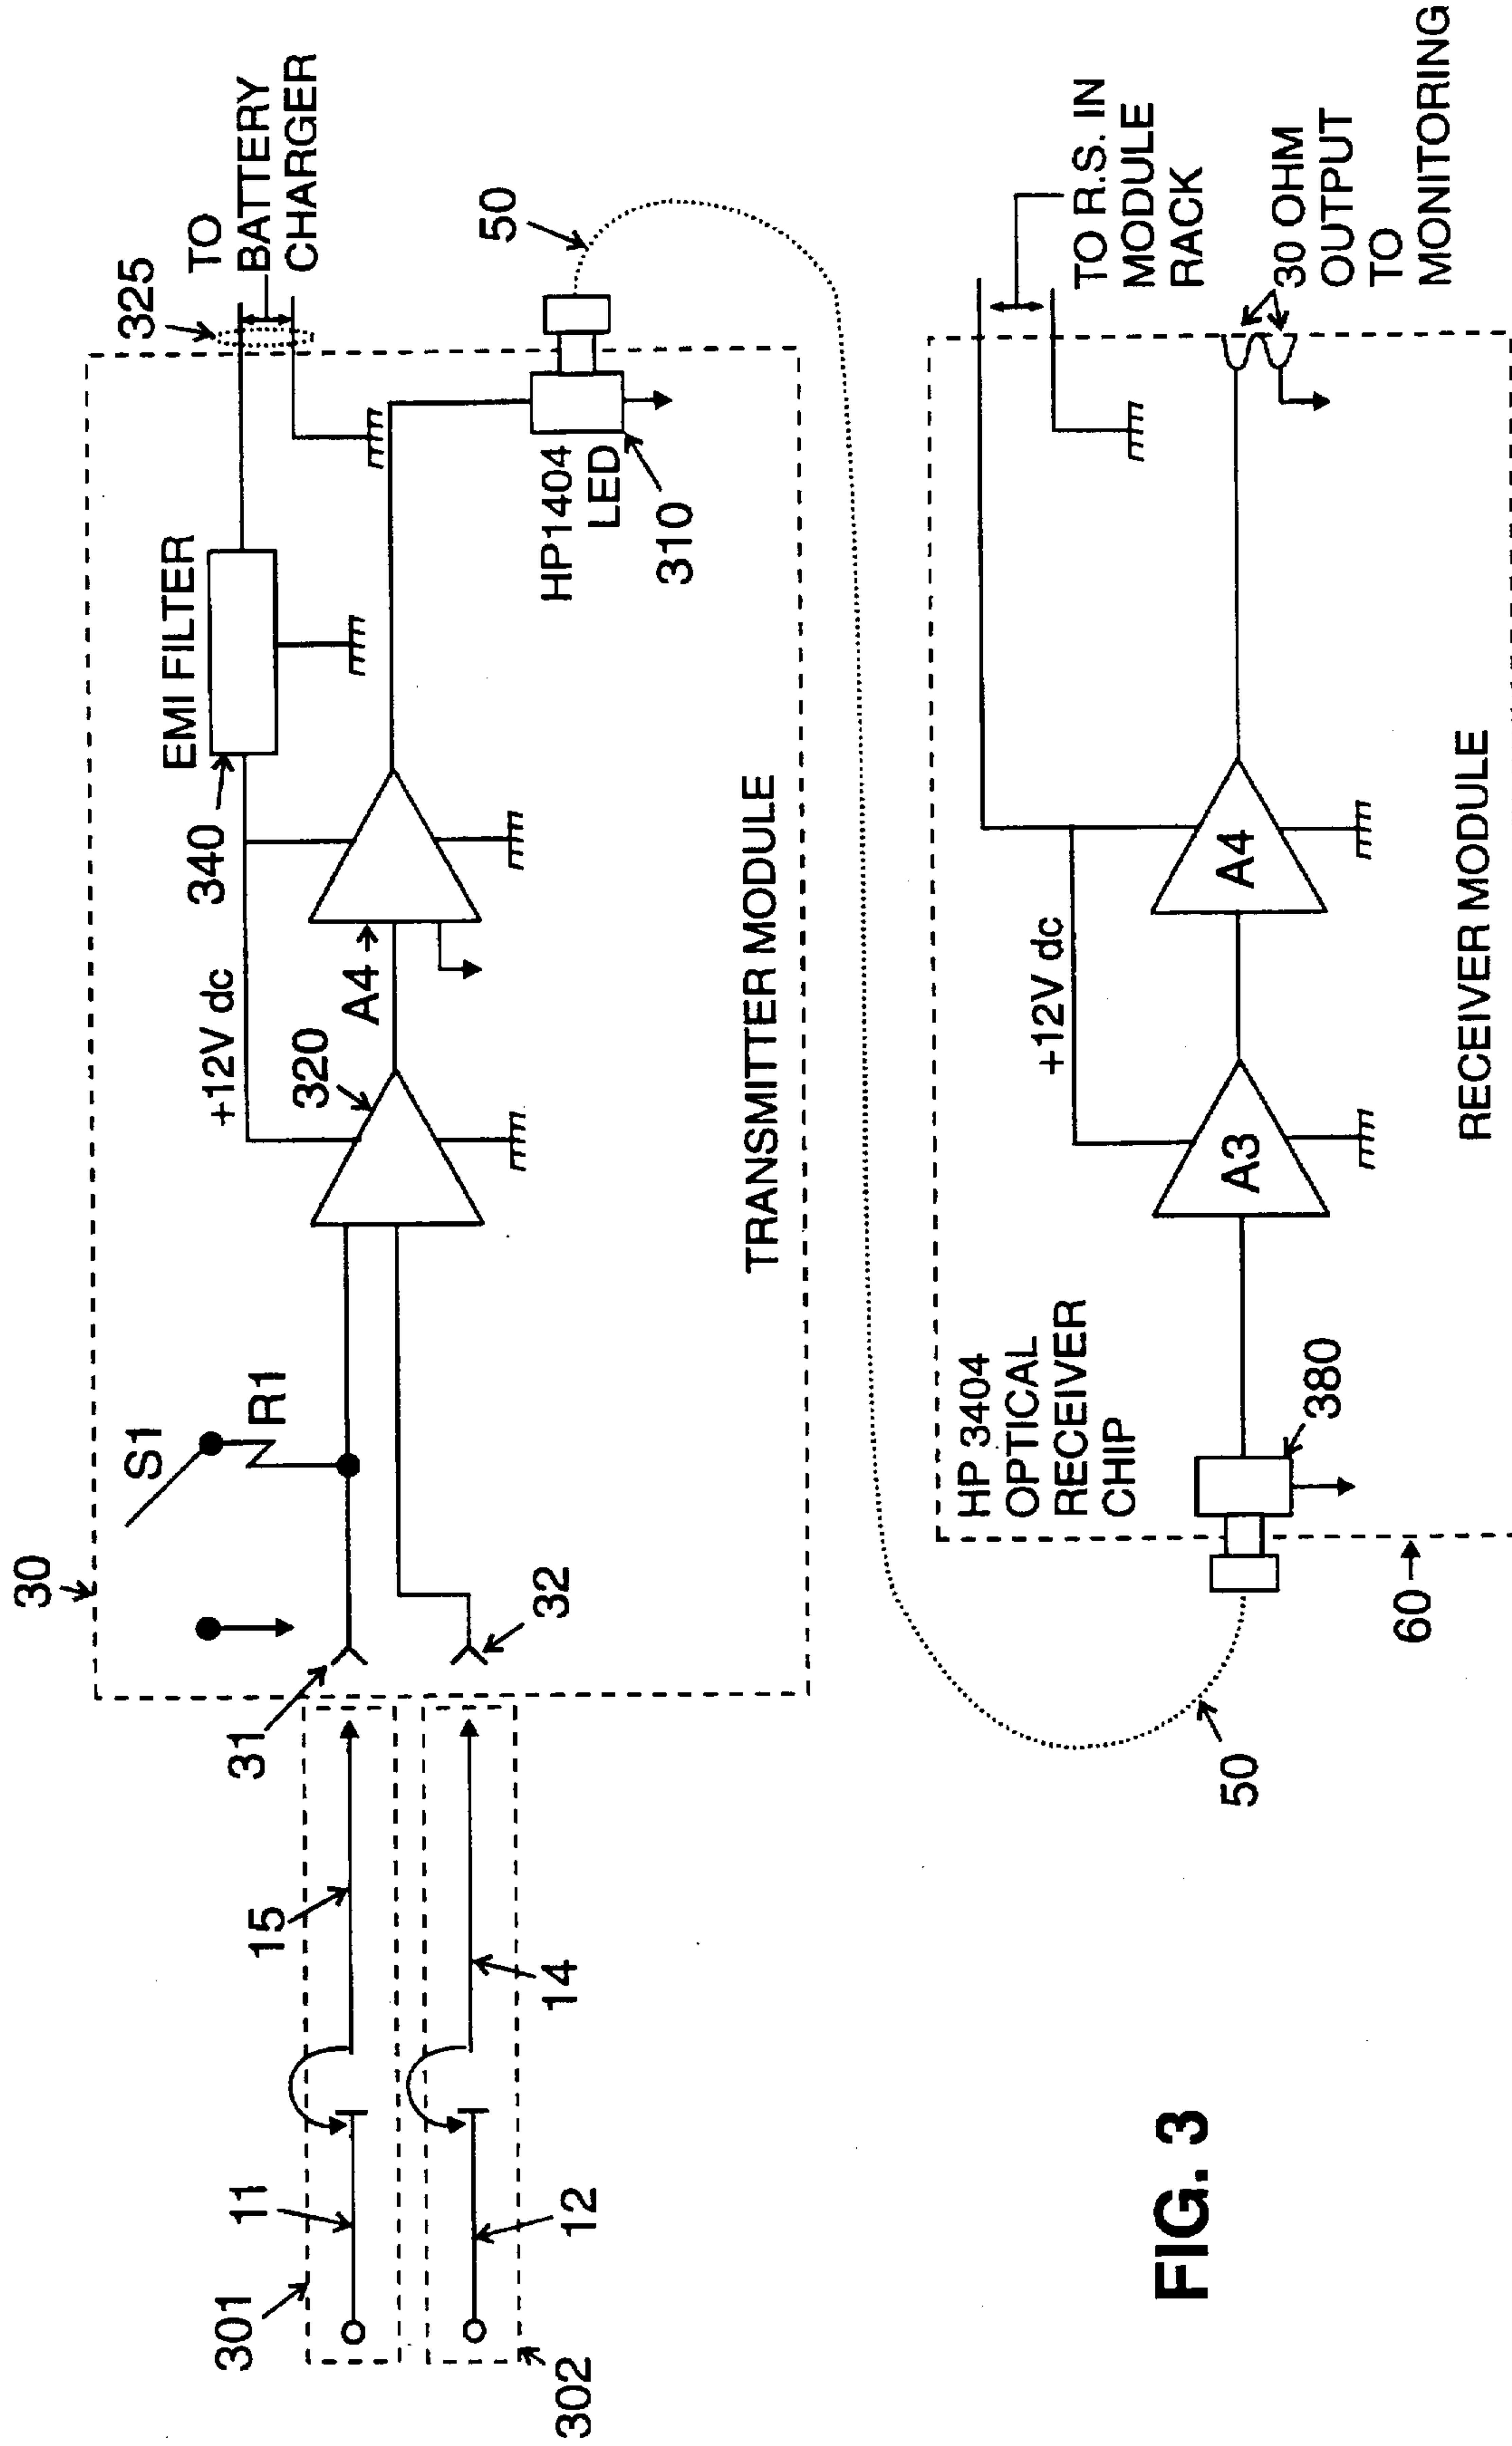 30
S1
R1
31
32
301
11
15
302
12
14
+12V dc
320
A4
340
EMI FILTER
325
TO
BATTERY
CHARGER
HP1404
LED
310
50
TRANSMITTER MODULE
50
60
HP 3404
OPTICAL
RECEIVER
CHIP
380
A3
A4
+12V dc
TO R.S. IN
MODULE
RACK
30 OHM
OUTPUT
TO
MONITORING
RECEIVER MODULE
FIG. 3